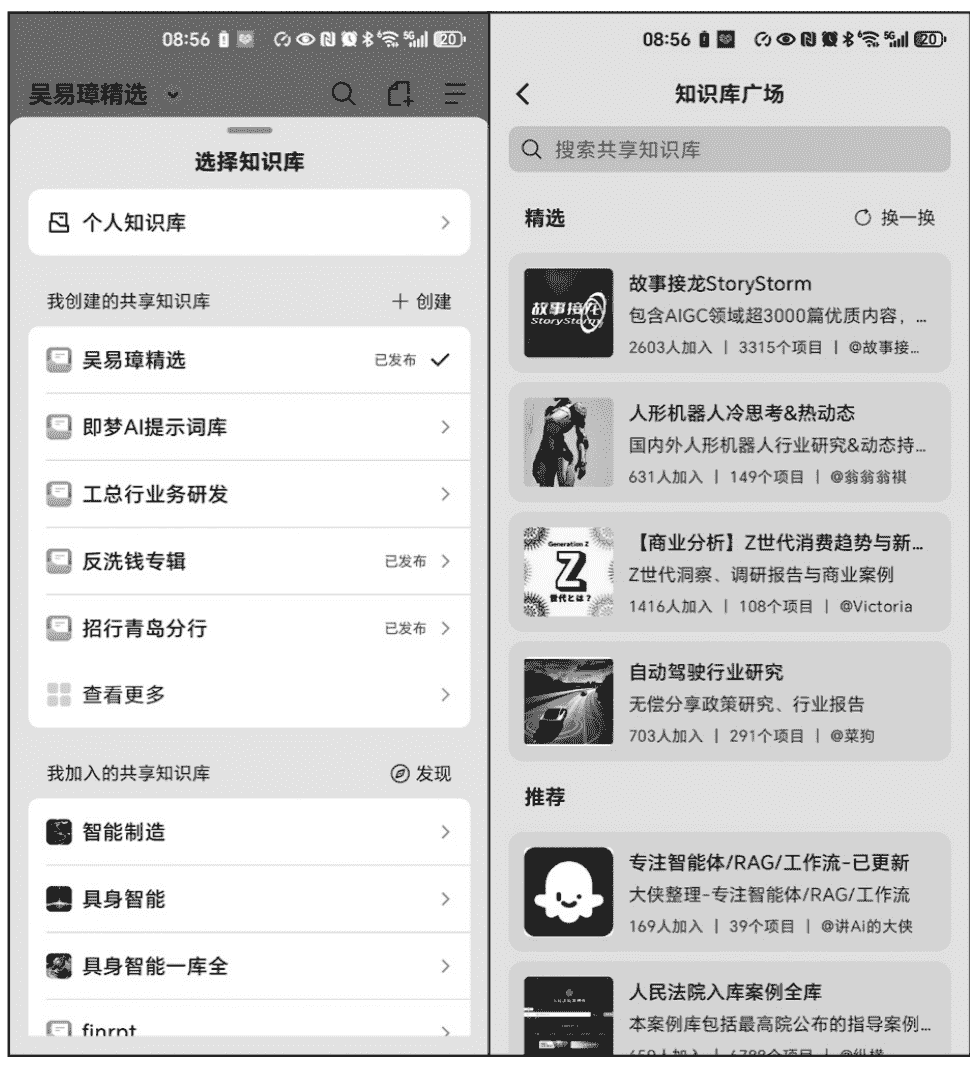 08:56
20
吴易璋精选
选择知识库
个人知识库
我创建的共享知识库
创建
吴易璋精选
已发布
即梦AI提示词库
工总行业务研发
反洗钱专辑
已发布
招行青岛分行
已发布
查看更多
我加入的共享知识库
发现
智能制造
具身智能
具身智能一库全
finrpt
08:56
20
知识库广场
搜索共享知识库
精选
换一换
故事接龙
StoryStorm
故事接龙StoryStorm
包含AIGC领域超3000篇优质内容，...
2603人加入 | 3315个项目 | @故事接...
人形机器人冷思考&热动态
国内外人形机器人行业研究&动态持...
631人加入 | 149个项目 | @翁翁翁祺
Generation Z
Z
世代とは？
【商业分析】Z世代消费趋势与新...
Z世代洞察、调研报告与商业案例
1416人加入 | 108个项目 | @Victoria
自动驾驶行业研究
无偿分享政策研究、行业报告
703人加入 | 291个项目 | @菜狗
推荐
专注智能体/RAG/工作流-已更新
大侠整理-专注智能体/RAG/工作流
169人加入 | 39个项目 | @讲Ai的大侠
人民法院入库案例全库
本案例库包括最高院公布的指导案例...